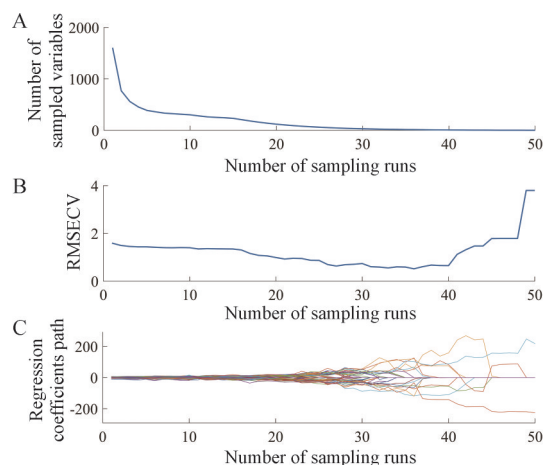 A
Number of
sampled variables
2000
1000
0
0
10
20
30
40
50
Number of sampling runs
B
RMSECV
4
2
0
0
10
20
30
40
50
Number of sampling runs
C
Regression
coefficients path
200
0
-200
0
10
20
30
40
50
Number of sampling runs